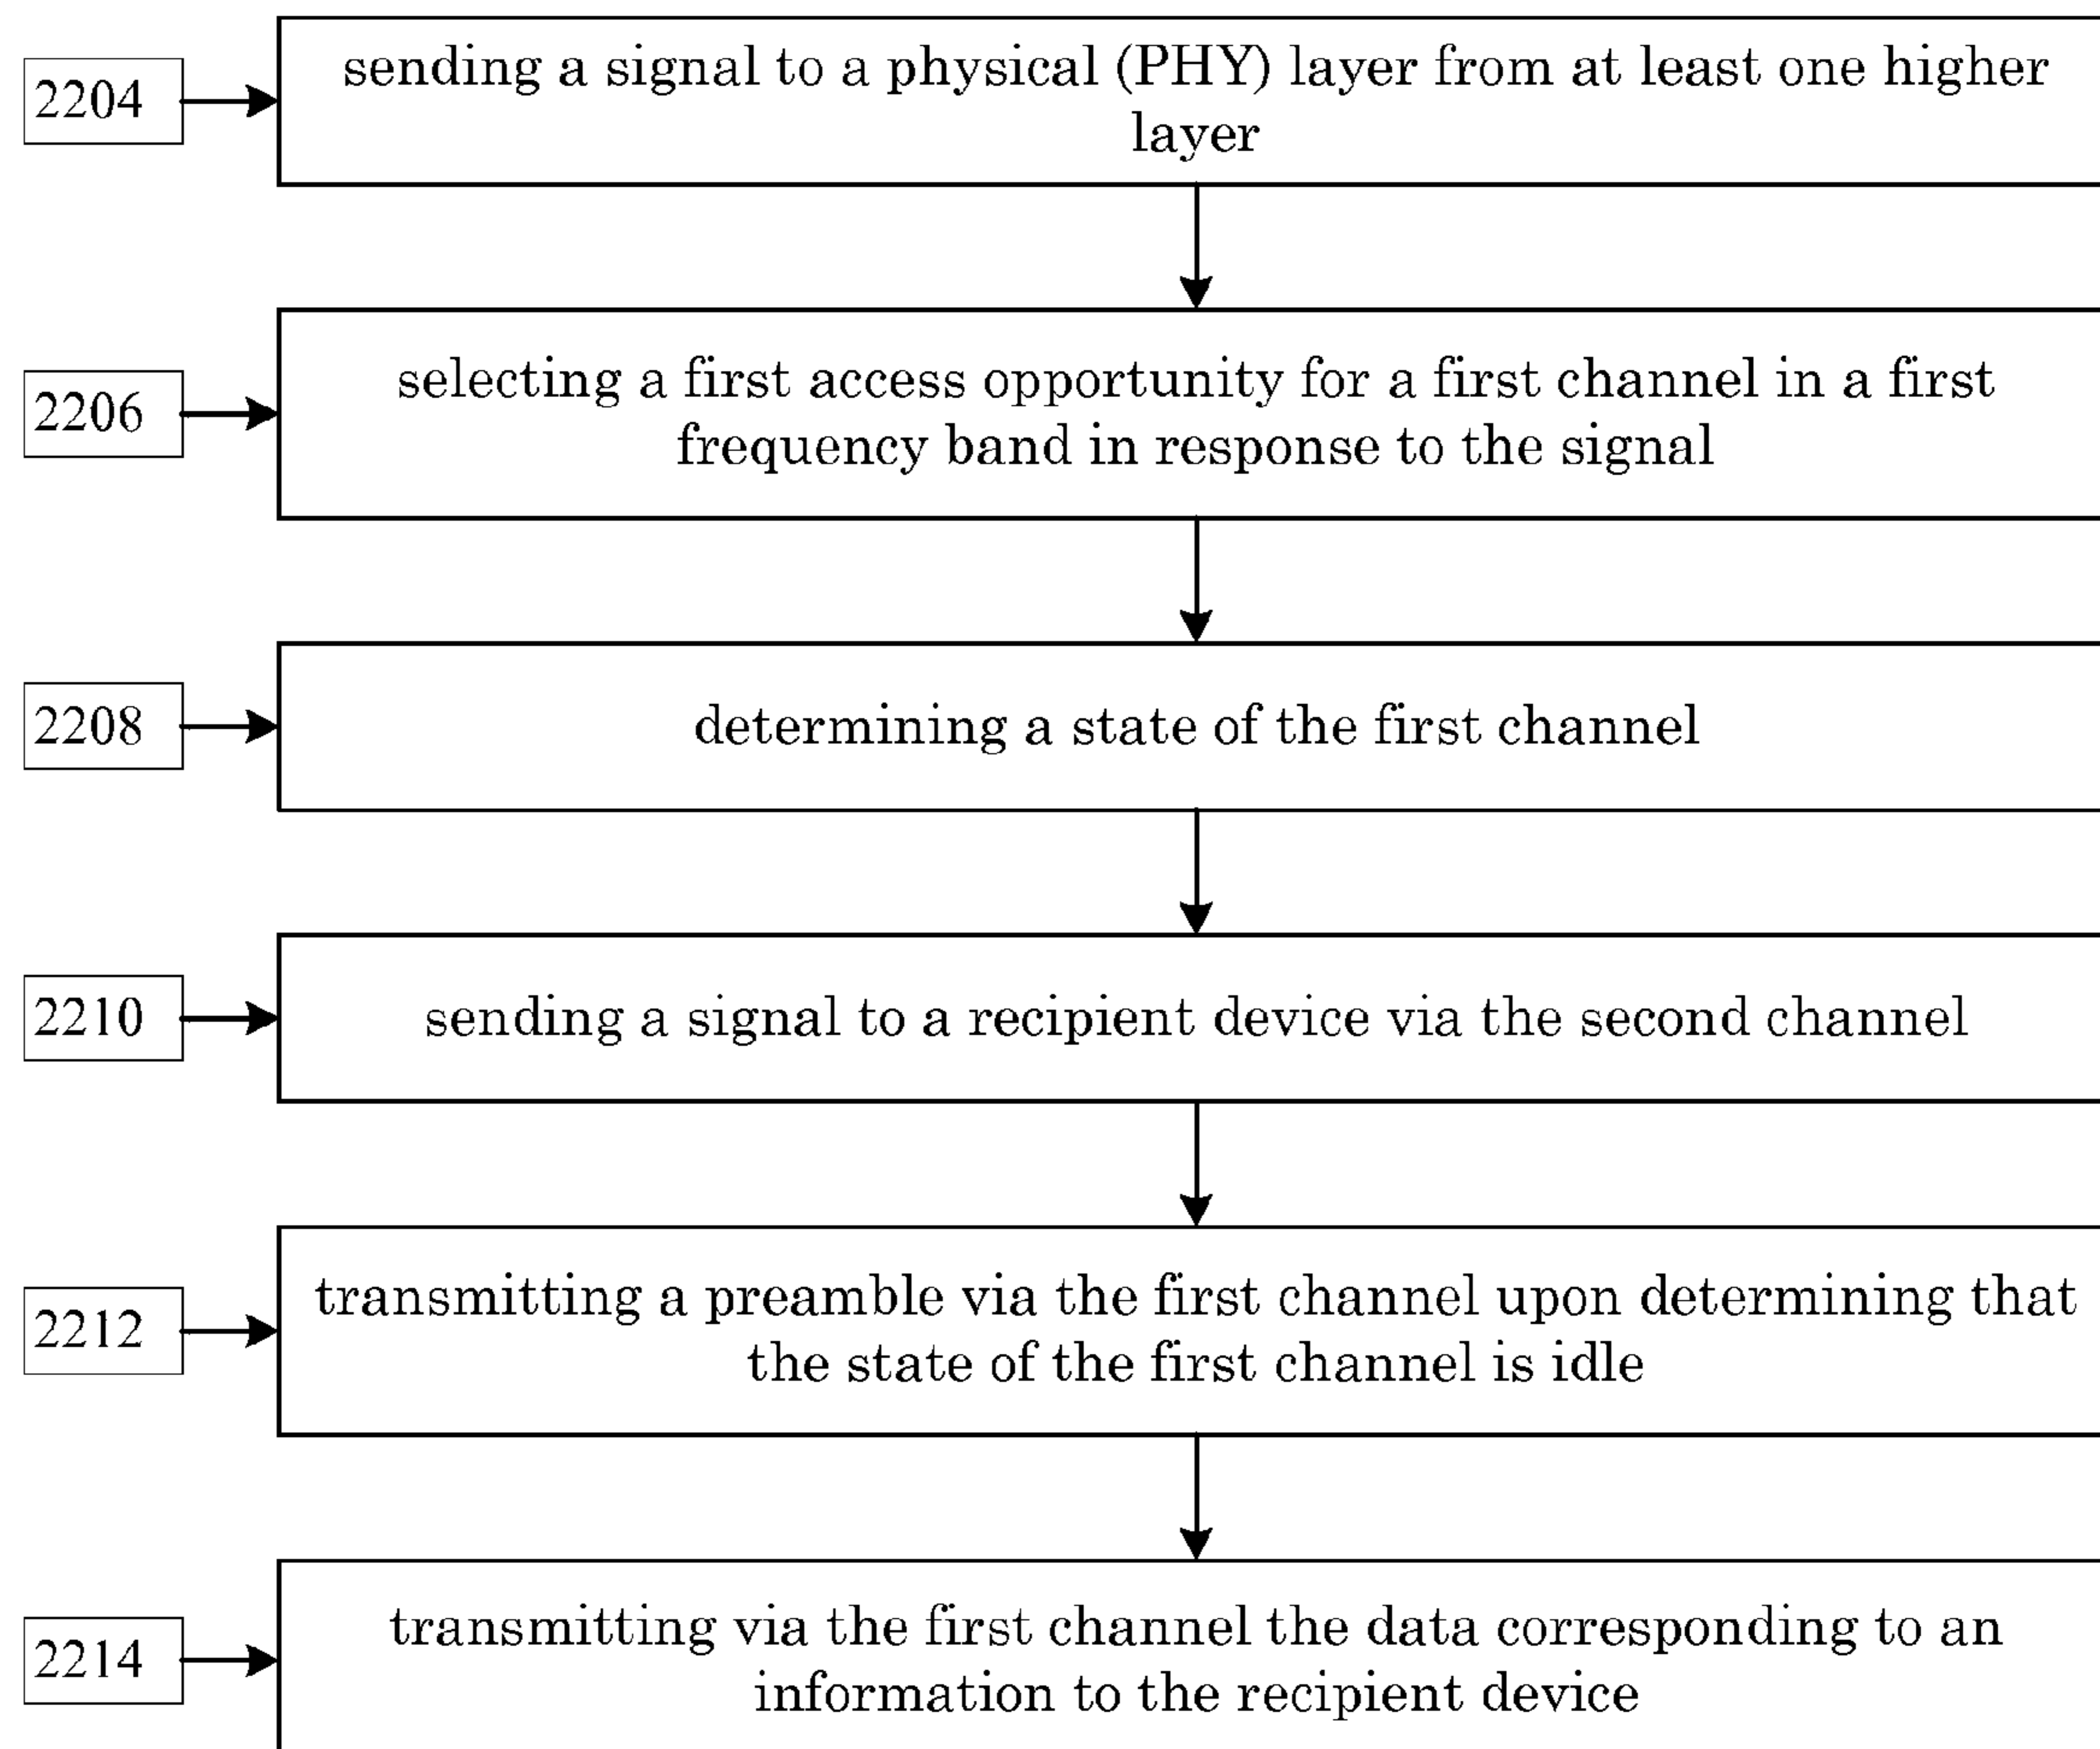 2204
sending a signal to a physical (PHY) layer from at least one higher
layer
2206
selecting a first access opportunity for a first channel in a first
frequency band in response to the signal
2208
determining a state of the first channel
2210
sending a signal to a recipient device via the second channel
2212
transmitting a preamble via the first channel upon determining that
the state of the first channel is idle
2214
transmitting via the first channel the data corresponding to an
information to the recipient device